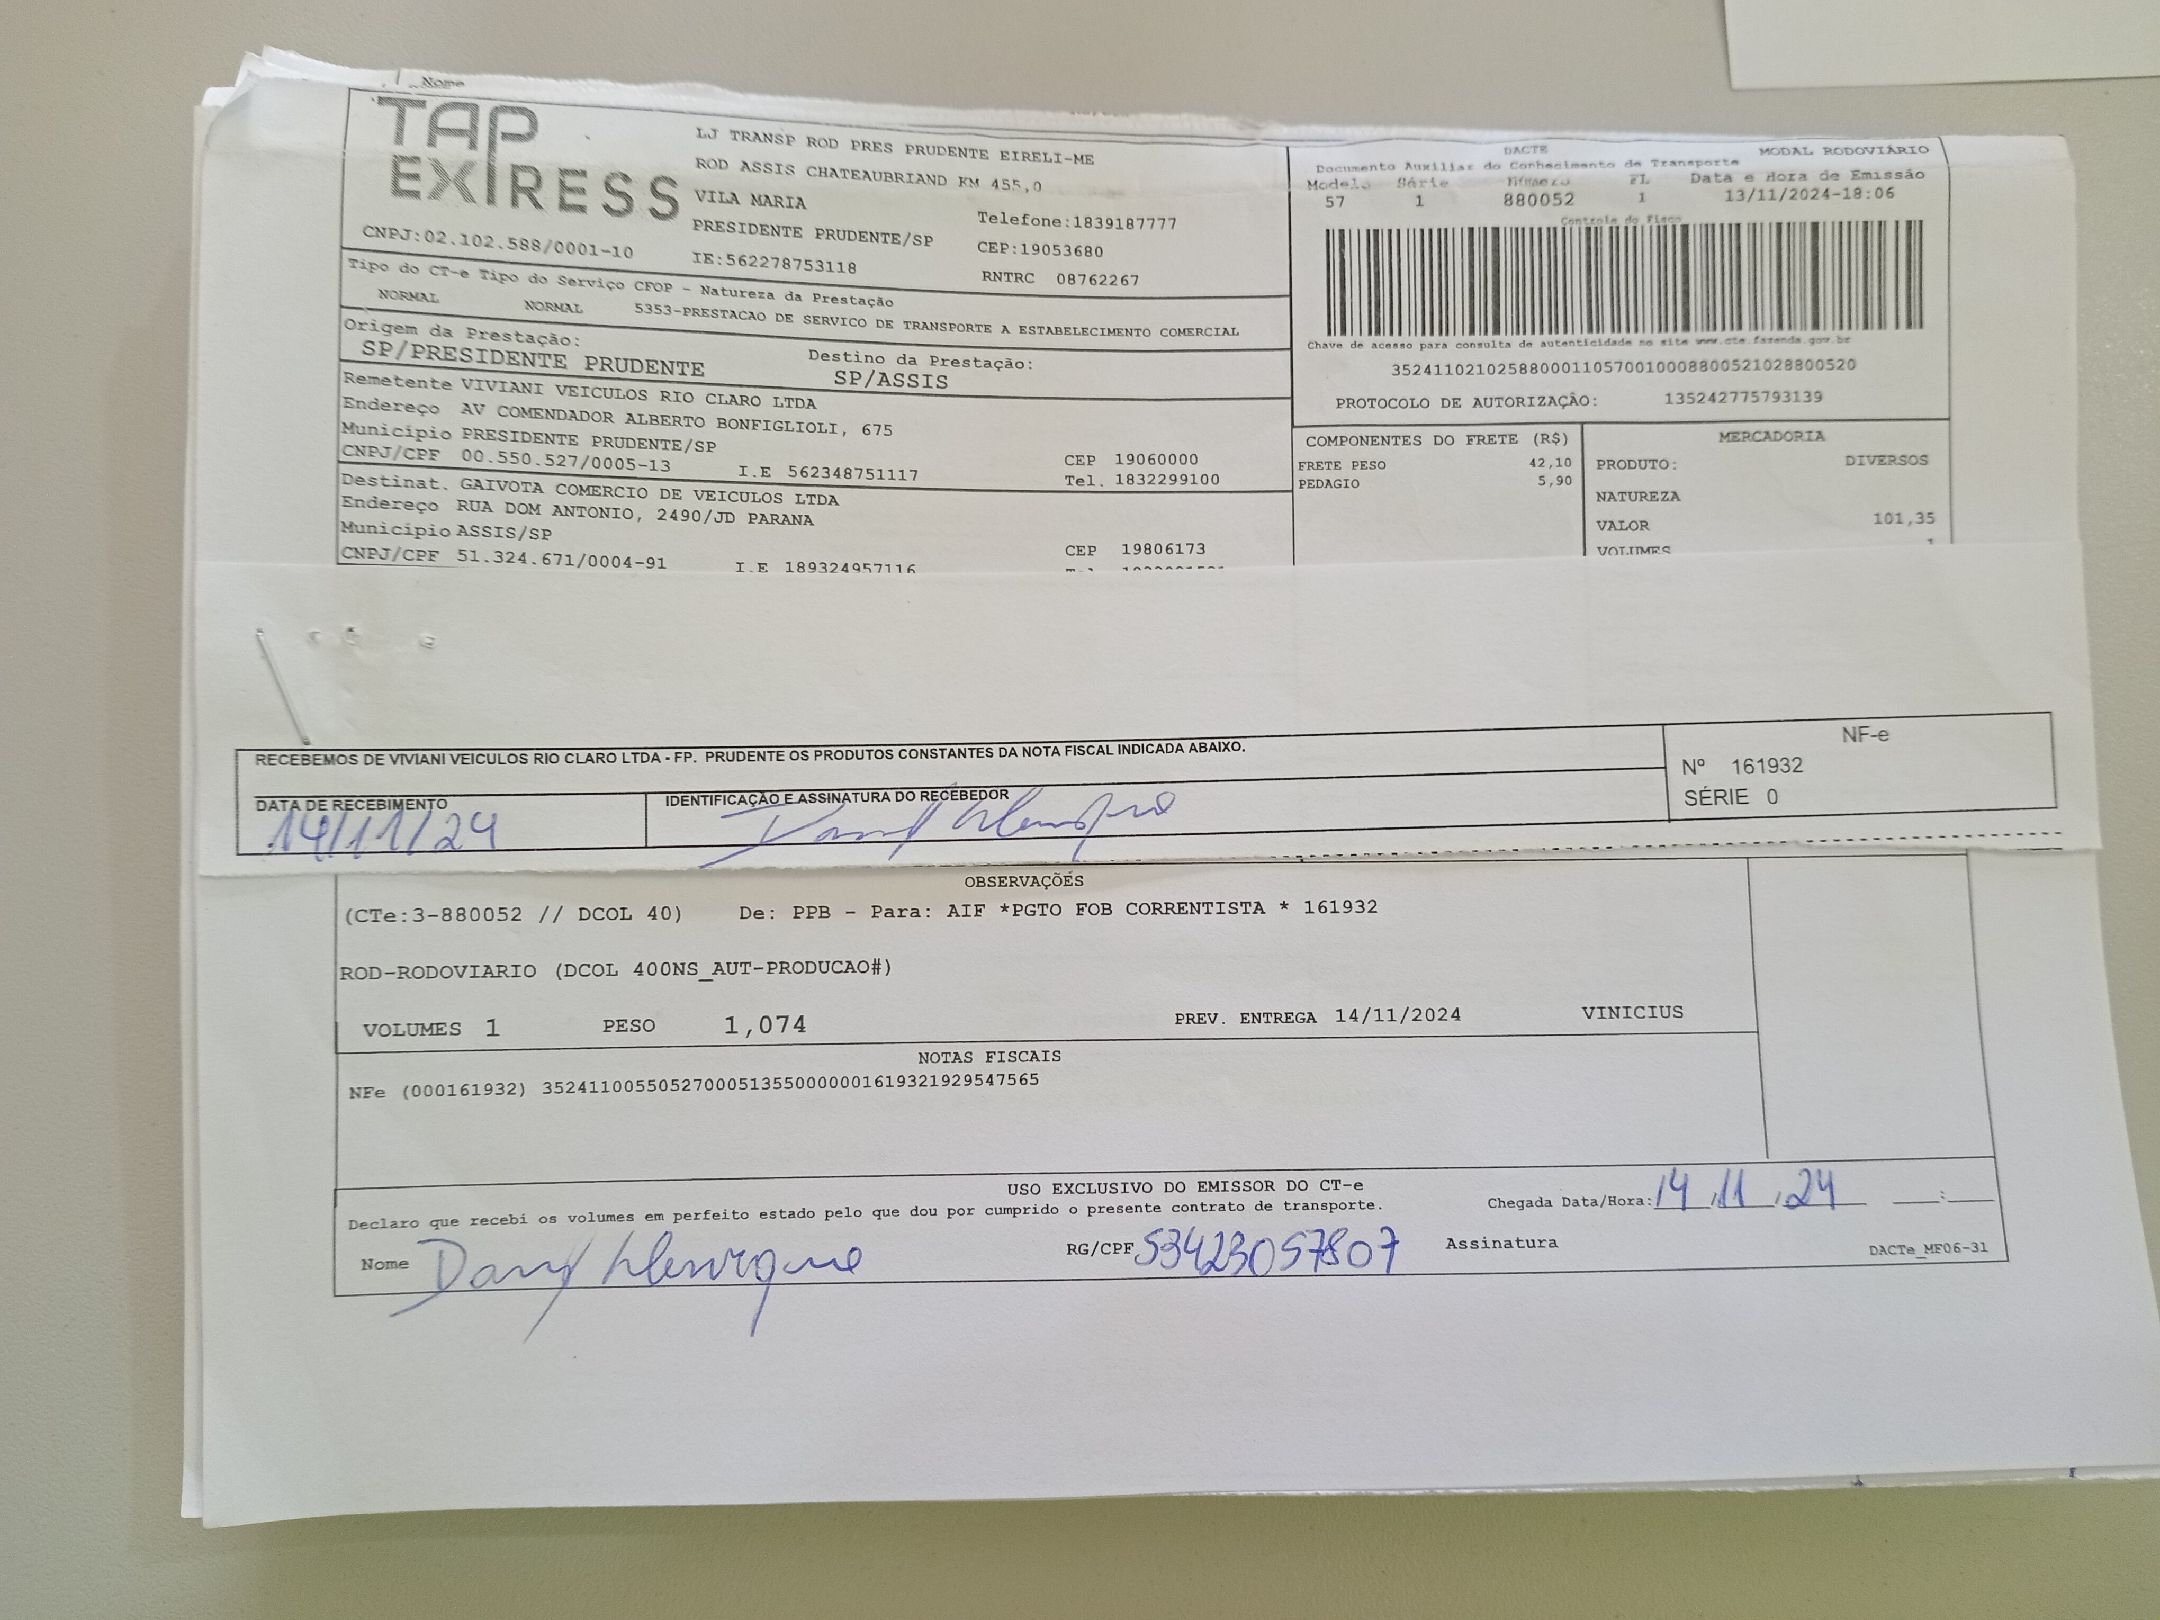 Nome
TAP EXIRESS
LJ TRANSP ROD PRES PRUDENTE EIRELI-ME
ROD ASSIS CHATEAUBRIAND KM 455,0
VILA MARIA
PRESIDENTE PRUDENTE/SP Telefone:1839187777
CEP:19053680
CNPJ:02.102.588/0001-10 IE:562278753118 RNTRC 08762267
DACTE MODAL RODOVIÁRIO
Documento Auxiliar do Conhecimento de Transporte
Modelo Série Número FL Data e Hora de Emissão
57 1 880052 1 13/11/2024-18:06
Controle do Fisco
Chave de acesso para consulta de autenticidade no site www.cte.fazenda.gov.br
35241102102588000110570010008800521028800520
PROTOCOLO DE AUTORIZAÇÃO: 135242775793139
Tipo do CT-e Tipo do Serviço CFOP - Natureza da Prestação
NORMAL NORMAL 5353-PRESTACAO DE SERVICO DE TRANSPORTE A ESTABELECIMENTO COMERCIAL
Origem da Prestação: Destino da Prestação:
SP/PRESIDENTE PRUDENTE SP/ASSIS
Remetente VIVIANI VEICULOS RIO CLARO LTDA
Endereço AV COMENDADOR ALBERTO BONFIGLIOLI, 675
Município PRESIDENTE PRUDENTE/SP CEP 19060000
CNPJ/CPF 00.550.527/0005-13 I.E 562348751117 Tel. 1832299100
Destinat. GAIVOTA COMERCIO DE VEICULOS LTDA
Endereço RUA DOM ANTONIO, 2490/JD PARANA
Município ASSIS/SP CEP 19806173
CNPJ/CPF 51.324.671/0004-91 I.E 189324957116
COMPONENTES DO FRETE (R$)
FRETE PESO 42,10
PEDAGIO 5,90
MERCADORIA
PRODUTO: DIVERSOS
NATUREZA
VALOR 101,35
VOLUMES 1
RECEBEMOS DE VIVIANI VEICULOS RIO CLARO LTDA - FP. PRUDENTE OS PRODUTOS CONSTANTES DA NOTA FISCAL INDICADA ABAIXO.
DATA DE RECEBIMENTO IDENTIFICAÇÃO E ASSINATURA DO RECEBEDOR
14/11/24
NF-e
Nº 161932
SÉRIE 0
OBSERVAÇÕES
(CTe:3-880052 // DCOL 40) De: PPB - Para: AIF *PGTO FOB CORRENTISTA * 161932
ROD-RODOVIARIO (DCOL 400NS_AUT-PRODUCAO#)
VOLUMES 1 PESO 1,074 PREV. ENTREGA 14/11/2024 VINICIUS
NOTAS FISCAIS
NFe (000161932) 35241100550527000513550000001619321929547565
USO EXCLUSIVO DO EMISSOR DO CT-e
Declaro que recebi os volumes em perfeito estado pelo que dou por cumprido o presente contrato de transporte. Chegada Data/Hora: 14/11/24 __:__
Nome Davy Henrique RG/CPF 53423057807 Assinatura DACTe_MF06-31